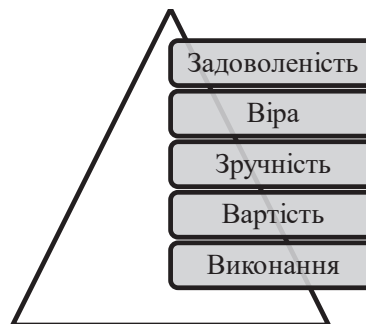 Задоволеність
Віра
Зручність
Вартість
Виконання